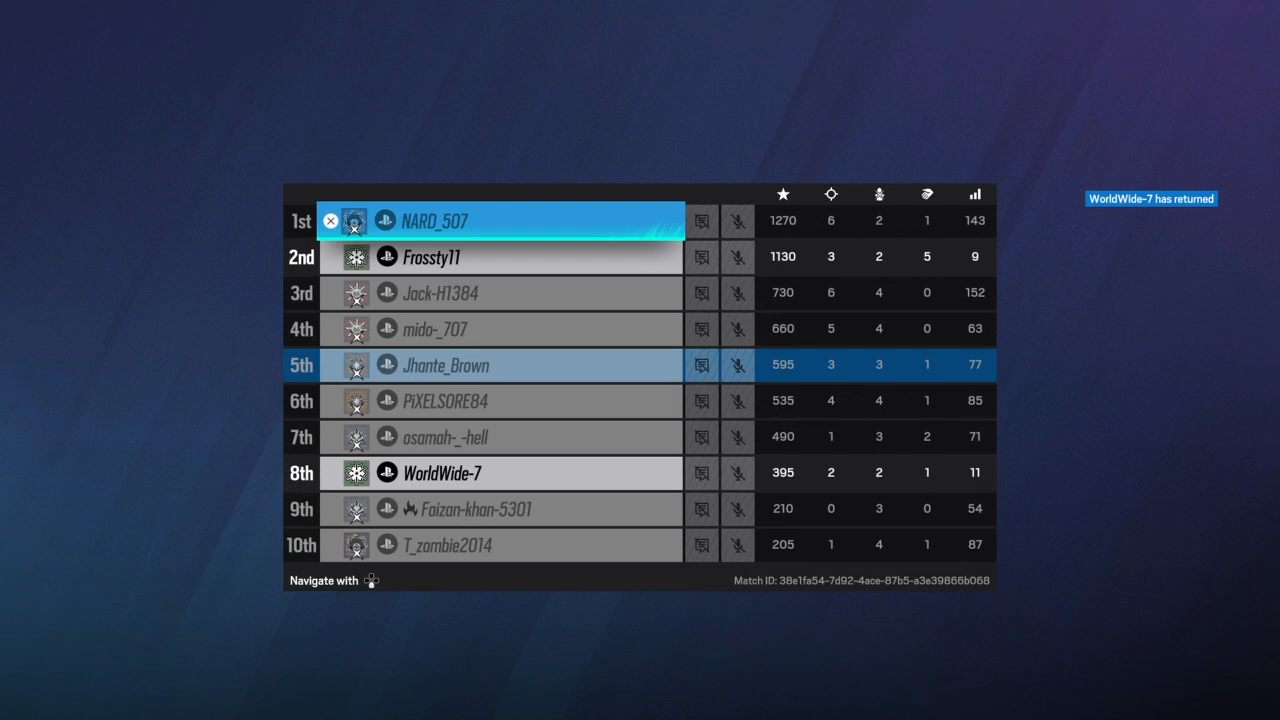 WorldWide-7 has returned
1st NARD_507 1270 6 2 1 143
2nd Frossty11 1130 3 2 5 9
3rd Jack-H1384 730 6 4 0 152
4th mido-_707 660 5 4 0 63
5th Jhante_Brown 595 3 3 1 77
6th PiXELSORE84 535 4 4 1 85
7th osamah-_-hell 490 1 3 2 71
8th WorldWide-7 395 2 2 1 11
9th Faizan-khan-5301 210 0 3 0 54
10th T_zombie2014 205 1 4 1 87
Navigate with Match ID: 38e1fa54-7d92-4ace-87b5-a3e39866b068